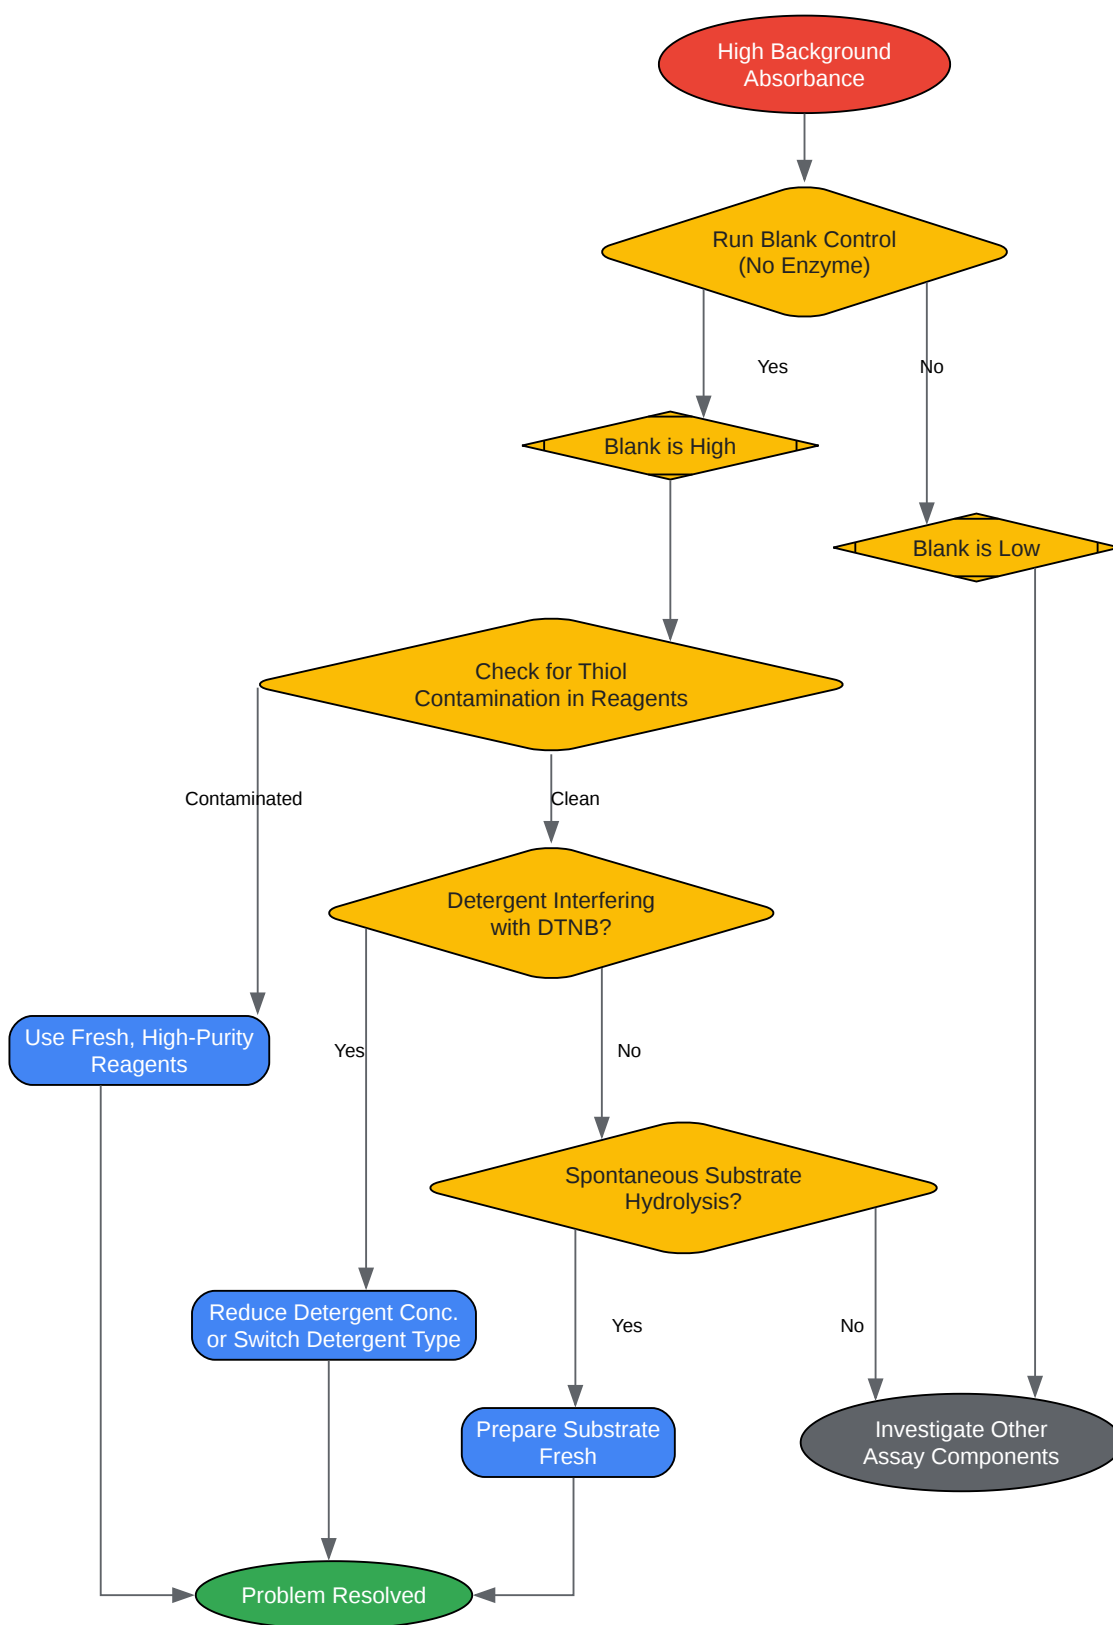 High Background
Absorbance
Run Blank Control
(No Enzyme)
Yes
No
Blank is High
Blank is Low
Check for Thiol
Contamination in Reagents
Contaminated
Clean
Detergent Interfering
with DTNB?
Use Fresh, High-Purity
Reagents
Yes
No
Spontaneous Substrate
Hydrolysis?
Reduce Detergent Conc.
or Switch Detergent Type
Yes
No
Prepare Substrate
Fresh
Investigate Other
Assay Components
Problem Resolved